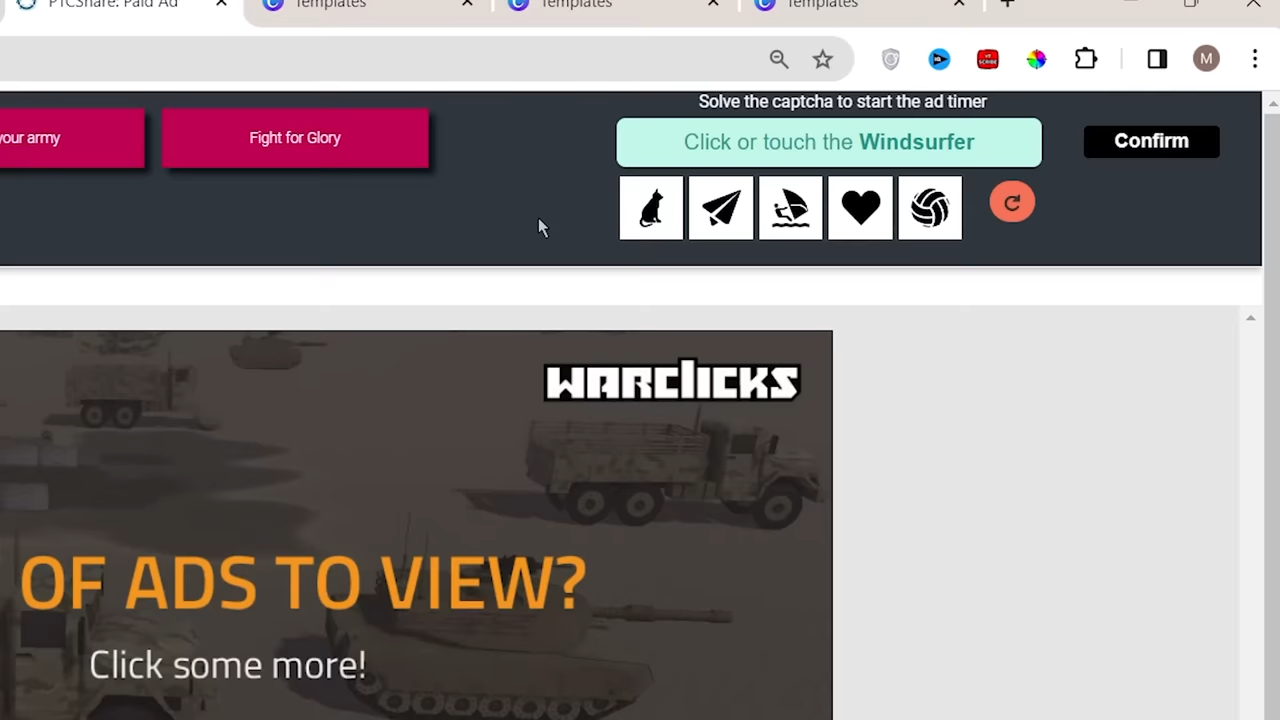 PTCShare: Paid Ad
Templates
Templates
Templates
M
Solve the captcha to start the ad timer
your army
Fight for Glory
Click or touch the Windsurfer
Confirm
WARCLICKS
OF ADS TO VIEW?
Click some more!